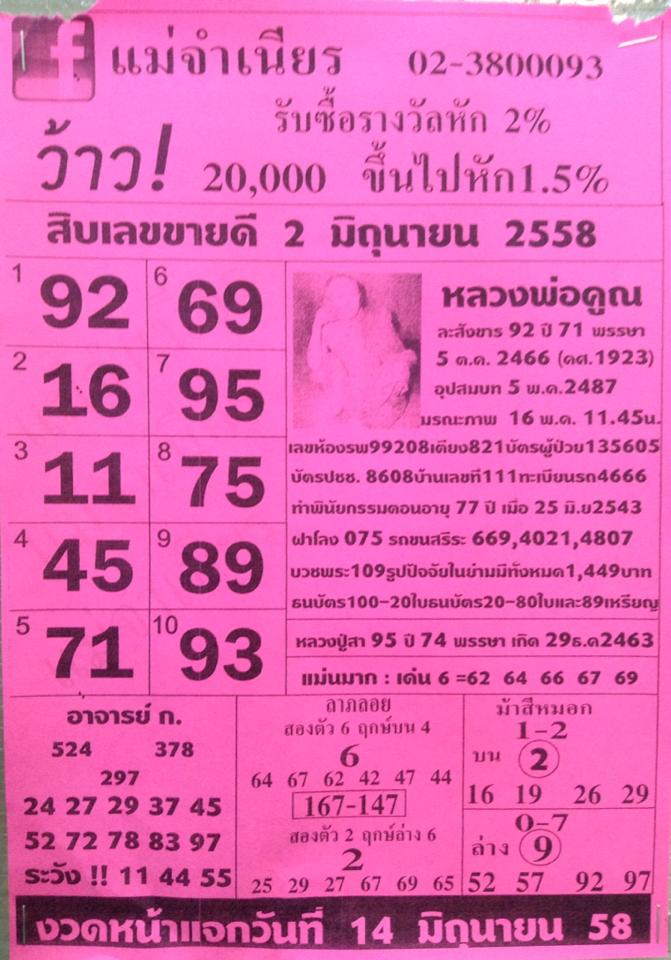 f แม่จำเนียร 02-3800093
รับซื้อรางวัลหัก 2%
ว้าว! 20,000 ขึ้นไปหัก1.5%
สิบเลขขายดี 2 มิถุนายน 2558
1 92 6 69
2 16 7 95
3 11 8 75
4 45 9 89
5 71 10 93
หลวงพ่อคูณ
ละสังขาร 92 ปี 71 พรรษา
5 ต.ค. 2466 (คศ.1923)
อุปสมบท 5 พ.ค.2487
มรณะภาพ 16 พ.ค. 11.45น.
เลขห้องรพ99208เตียง821บัตรผู้ป่วย135605
บัตรปชช. 8608บ้านเลขที่111ทะเบียนรถ4666
ทำพินัยกรรมตอนอายุ 77 ปี เมื่อ 25 มิ.ย2543
ฝาโลง 075 รถขนสรีระ 669,4021,4807
บวชพระ109รูปปัจจัยในย่ามมีทั้งหมด1,449บาท
ธนบัตร100-20ใบธนบัตร20-80ใบและ89เหรียญ
หลวงปู่สา 95 ปี 74 พรรษา เกิด 29ธ.ค2463
แม่นมาก : เด่น 6 =62 64 66 67 69
อาจารย์ ก.
524 378
297
24 27 29 37 45
52 72 78 83 97
ระวัง !! 11 44 55
ลาภลอย
สองตัว 6 ฤกษ์บน 4
6
64 67 62 42 47 44
167-147
สองตัว 2 ฤกษ์ล่าง 6
2
25 29 27 67 69 65
ม้าสีหมอก
1-2
บน 2
16 19 26 29
0-7
ล่าง 9
52 57 92 97
งวดหน้าแจกวันที่ 14 มิถุนายน 58